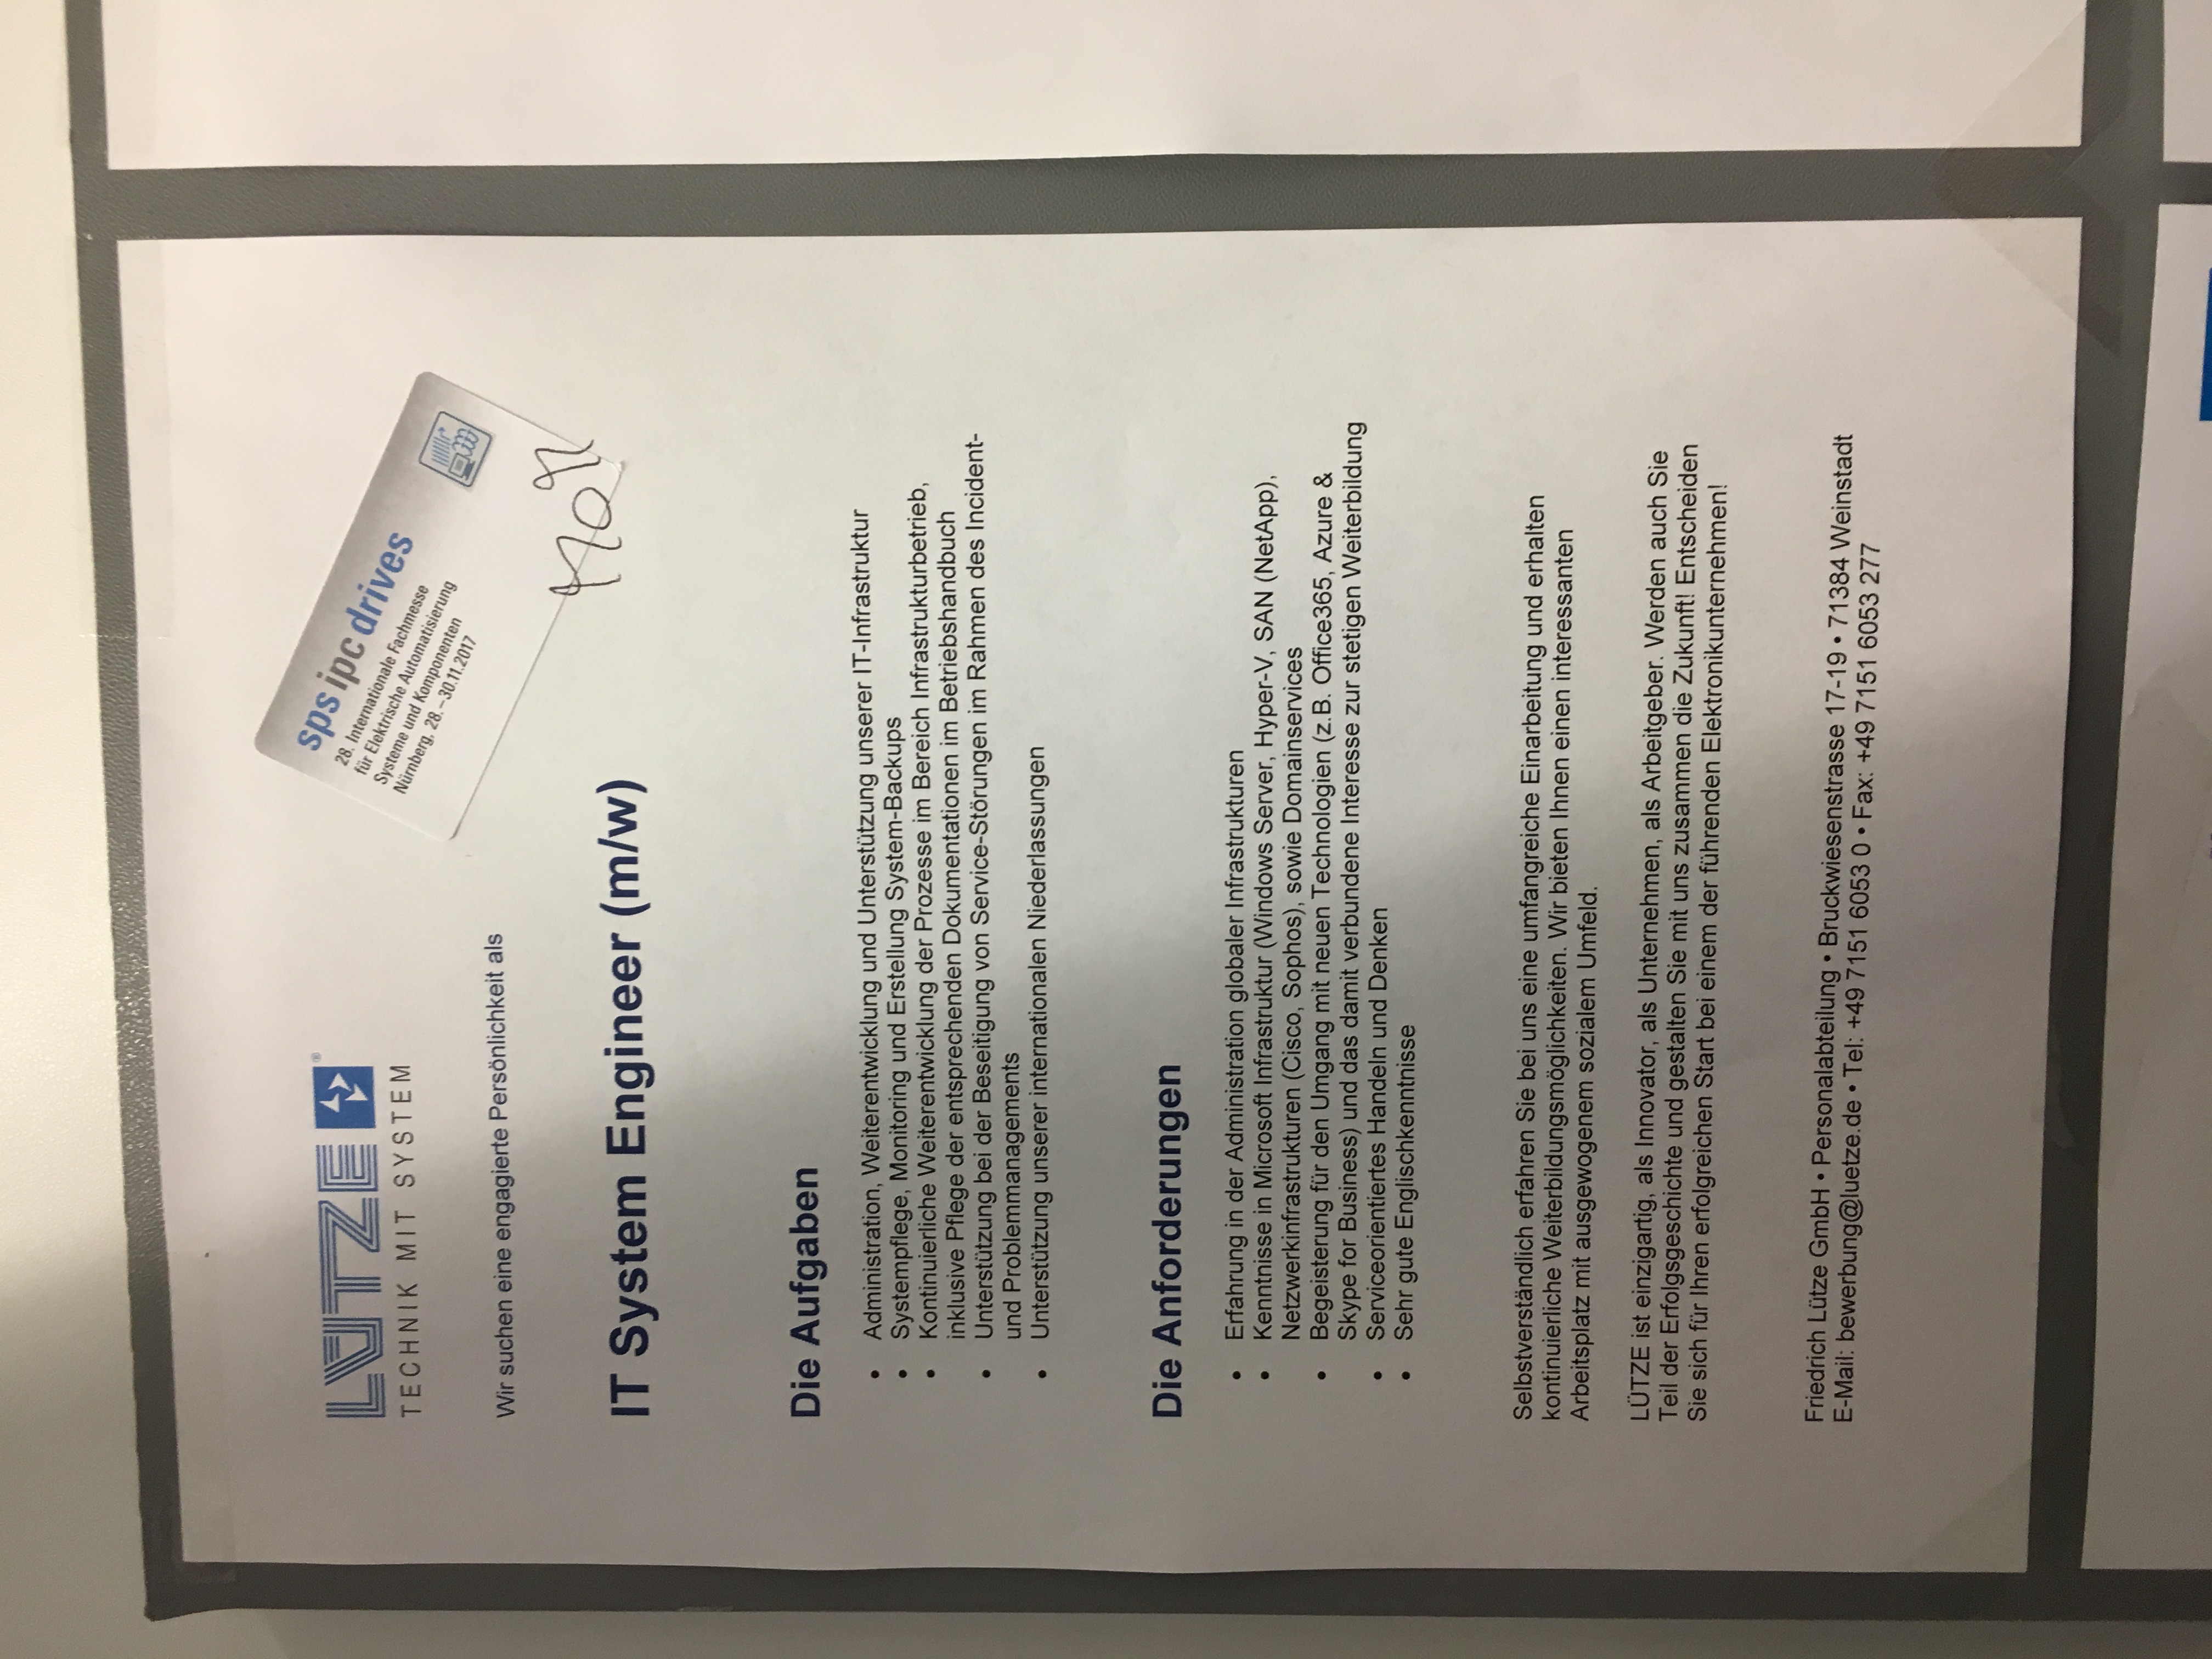 LÜTZE
TECHNIK MIT SYSTEM
sps ipc drives
28. Internationale Fachmesse
für Elektrische Automatisierung
Systeme und Komponenten
Nürnberg, 28.–30.11.2017
Wir suchen eine engagierte Persönlichkeit als
IT System Engineer (m/w)
Die Aufgaben
• Administration, Weiterentwicklung und Unterstützung unserer IT-Infrastruktur
• Systempflege, Monitoring und Erstellung System-Backups
• Kontinuierliche Weiterentwicklung der Prozesse im Bereich Infrastrukturbetrieb,
inklusive Pflege der entsprechenden Dokumentationen im Betriebshandbuch
• Unterstützung bei der Beseitigung von Service-Störungen im Rahmen des Incident-
und Problemmanagements
• Unterstützung unserer internationalen Niederlassungen
Die Anforderungen
• Erfahrung in der Administration globaler Infrastrukturen
• Kenntnisse in Microsoft Infrastruktur (Windows Server, Hyper-V, SAN (NetApp),
Netzwerkinfrastrukturen (Cisco, Sophos), sowie Domainservices
• Begeisterung für den Umgang mit neuen Technologien (z.B. Office365, Azure &
Skype for Business) und das damit verbundene Interesse zur stetigen Weiterbildung
• Serviceorientiertes Handeln und Denken
• Sehr gute Englischkenntnisse
Selbstverständlich erfahren Sie bei uns eine umfangreiche Einarbeitung und erhalten
kontinuierliche Weiterbildungsmöglichkeiten. Wir bieten Ihnen einen interessanten
Arbeitsplatz mit ausgewogenem sozialem Umfeld.
LÜTZE ist einzigartig, als Innovator, als Unternehmen, als Arbeitgeber. Werden auch Sie
Teil der Erfolgsgeschichte und gestalten Sie mit uns zusammen die Zukunft! Entscheiden
Sie sich für Ihren erfolgreichen Start bei einem der führenden Elektronikunternehmen!
Friedrich Lütze GmbH • Personalabteilung • Bruckwiesenstrasse 17-19 • 71384 Weinstadt
E-Mail: bewerbung@luetze.de • Tel: +49 7151 6053 0 • Fax: +49 7151 6053 277